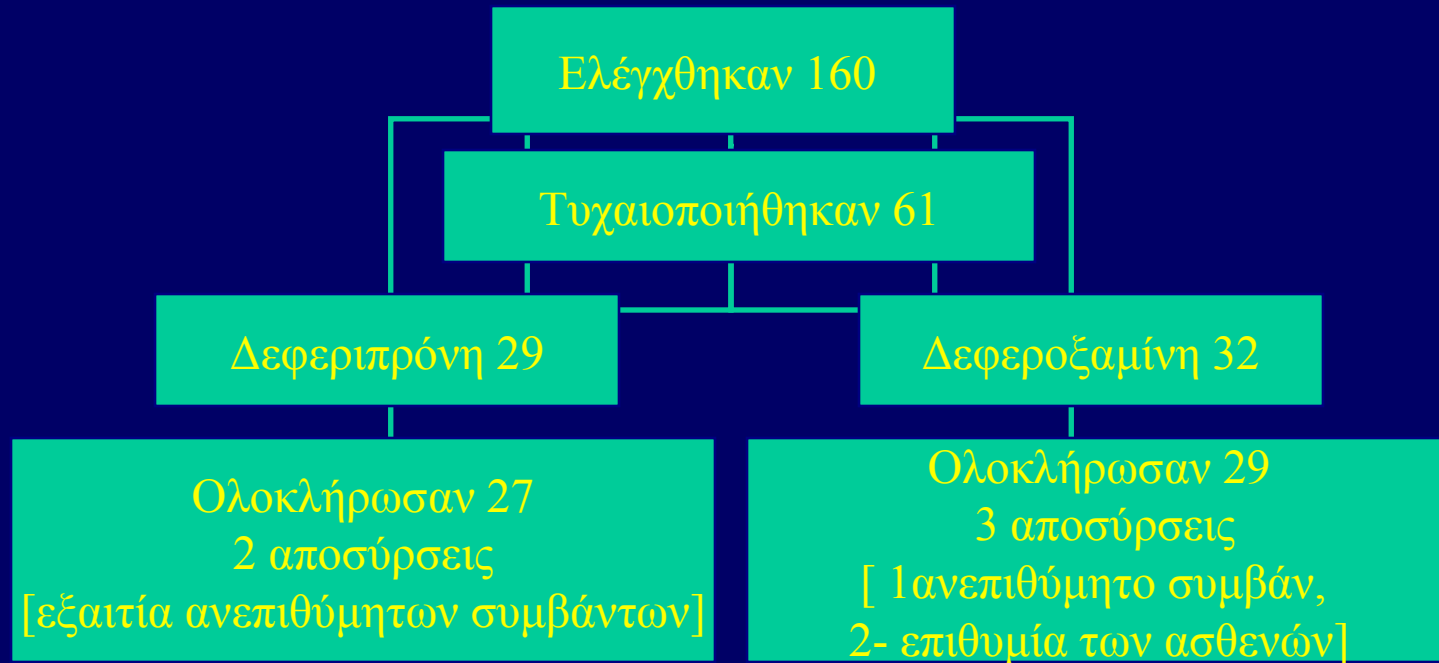 Ελέγχθηκαν 160
Τυχαιοποιήθηκαν 61
Δεφεριπρόνη 29
Δεφεροξαμίνη 32
Ολοκλήρωσαν 27
2 αποσύρσεις
[εξαιτία ανεπιθύμητων συμβάντων]
Ολοκλήρωσαν 29
3 αποσύρσεις
[ 1ανεπιθύμητο συμβάν,
2- επιθυμία των ασθενών]